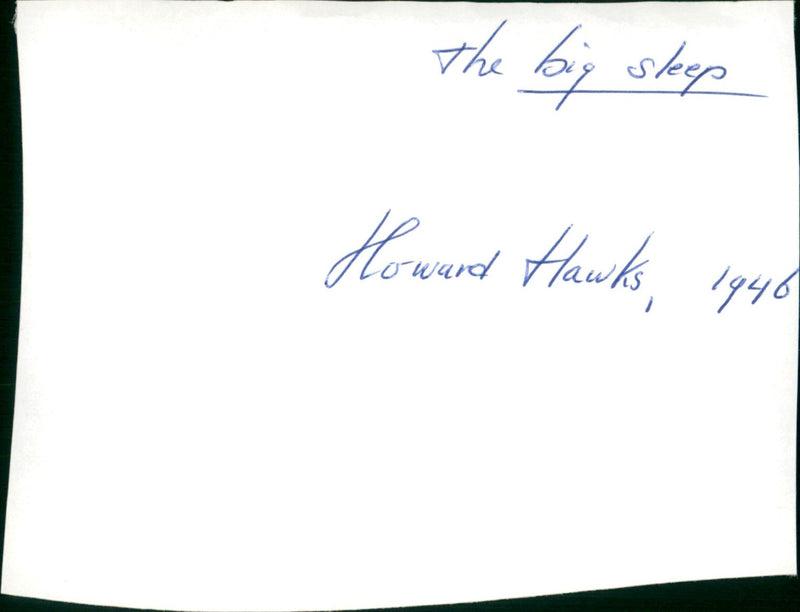 the big sleep
Howard Hawks, 1946